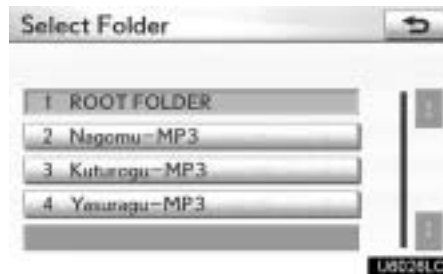 Select Folder
1 ROOT FOLDER
2 Nagomu-MP3
3 Kuturogu-MP3
4 Yasuragu-MP3
U6026LC